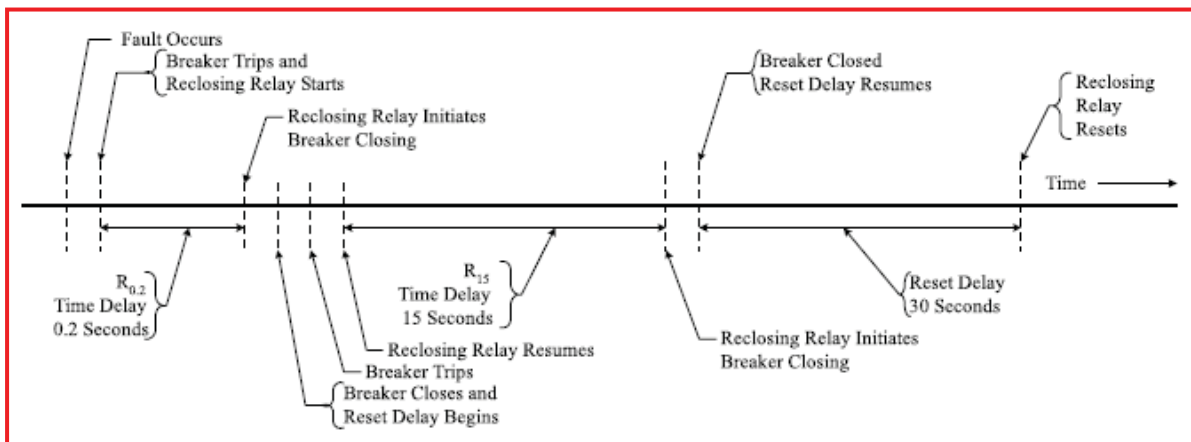 Fault Occurs
Breaker Trips and
Reclosing Relay Starts
Reclosing Relay Initiates
Breaker Closing
Breaker Closed
Reset Delay Resumes
Reclosing
Relay
Resets
Time
R0.2
Time Delay
0.2 Seconds
R15
Time Delay
15 Seconds
Reset Delay
30 Seconds
Reclosing Relay Initiates
Breaker Closing
Reclosing Relay Resumes
Breaker Trips
Breaker Closes and
Reset Delay Begins